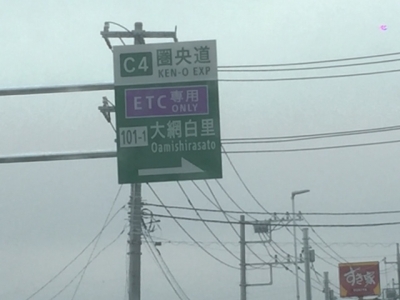 C4 圏央道
KEN-O EXP
ETC 専用
ONLY
101-1 大網白里
Oamishirasato
すき家